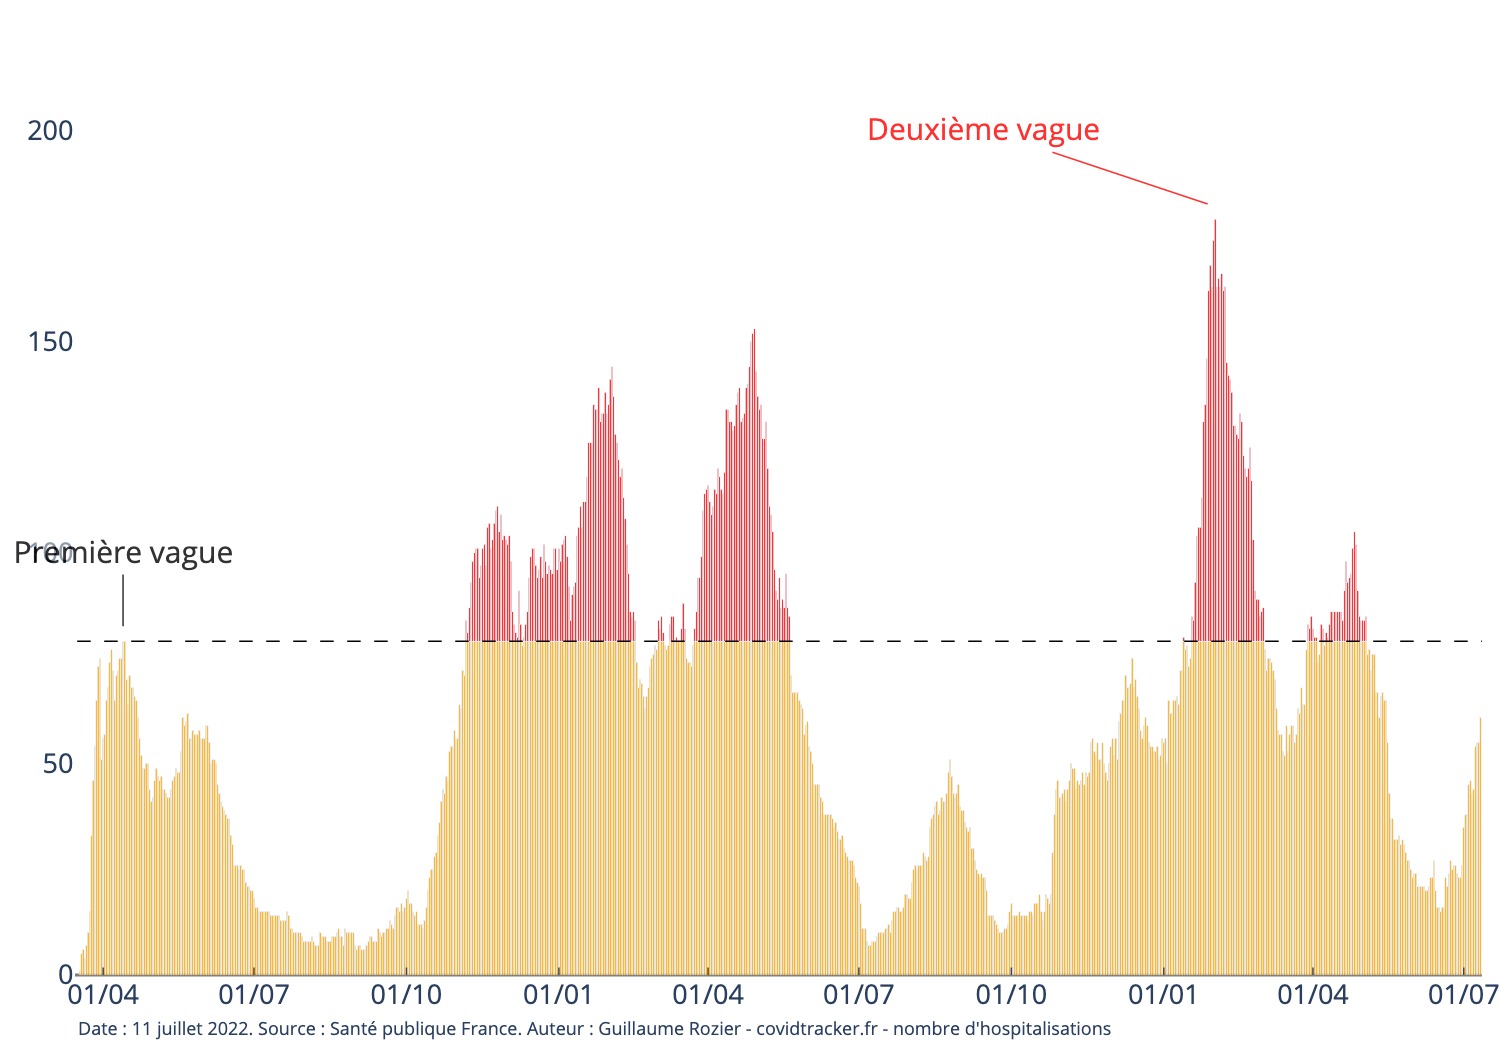 200
Deuxième vague
150
100
Première vague
50
0
01/04 01/07 01/10 01/01 01/04 01/07 01/10 01/01 01/04 01/07
Date : 11 juillet 2022. Source : Santé publique France. Auteur : Guillaume Rozier - covidtracker.fr - nombre d'hospitalisations